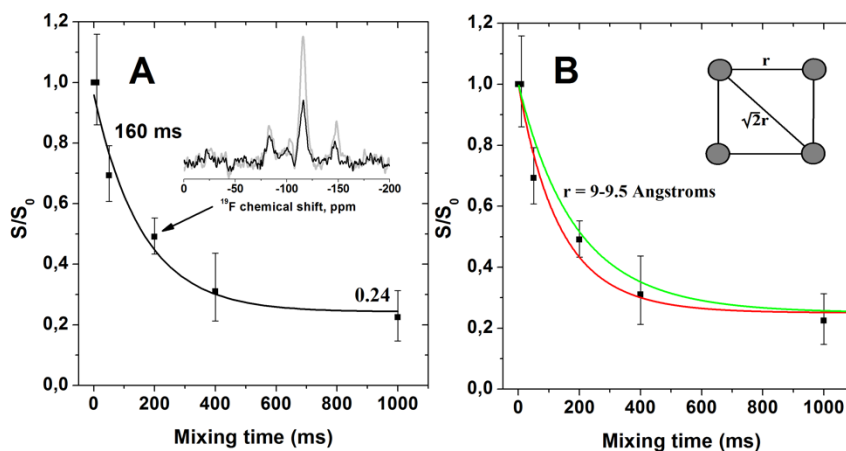 A
S/S₀
1,2
1,0
0,8
0,6
0,4
0,2
0,0
160 ms
0 -50 -100 -150 -200
¹⁹F chemical shift, ppm
0.24
0 200 400 600 800 1000
Mixing time (ms)
B
S/S₀
1,2
1,0
0,8
0,6
0,4
0,2
0,0
r
√2r
r = 9-9.5 Angstroms
0 200 400 600 800 1000
Mixing time (ms)